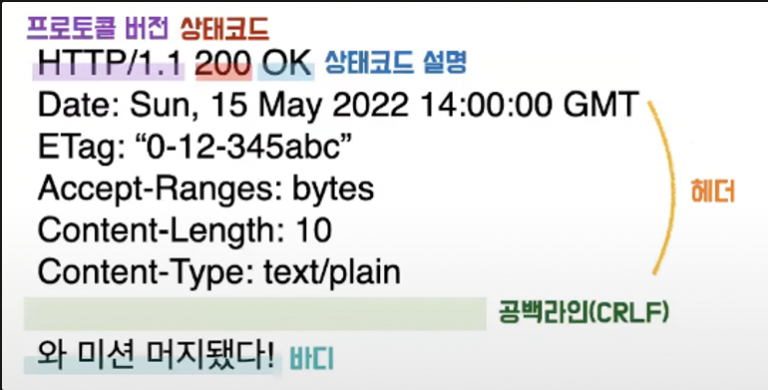 프로토콜 버전 상태코드
HTTP/1.1 200 OK 상태코드 설명
Date: Sun, 15 May 2022 14:00:00 GMT
ETag: “0-12-345abc”
Accept-Ranges: bytes
헤더
Content-Length: 10
Content-Type: text/plain
공백라인(CRLF)
와 미션 머지됐다! 바디